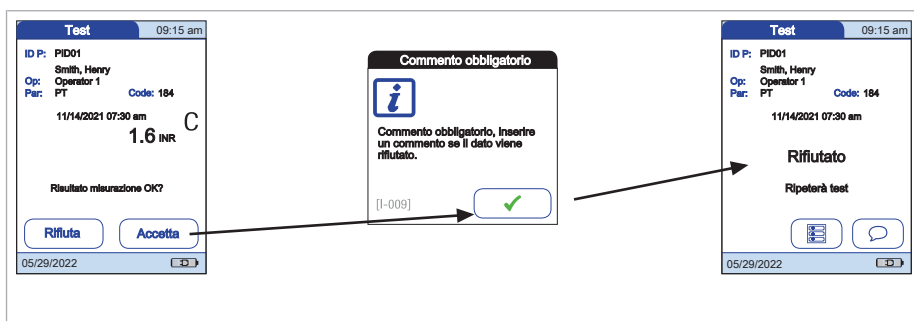 Test 09:15 am
ID P: PID01
Smith, Henry
Op: Operator 1
Par: PT Code: 184
11/14/2021 07:30 am
C
1.6 INR
Risultato misurazione OK?
Rifiuta Accetta
05/29/2022
Commento obbligatorio
i
Commento obbligatorio, inserire
un commento se il dato viene
rifiutato.
[I-009]
Test 09:15 am
ID P: PID01
Smith, Henry
Op: Operator 1
Par: PT Code: 184
11/14/2021 07:30 am
Rifiutato
Ripeterà test
05/29/2022